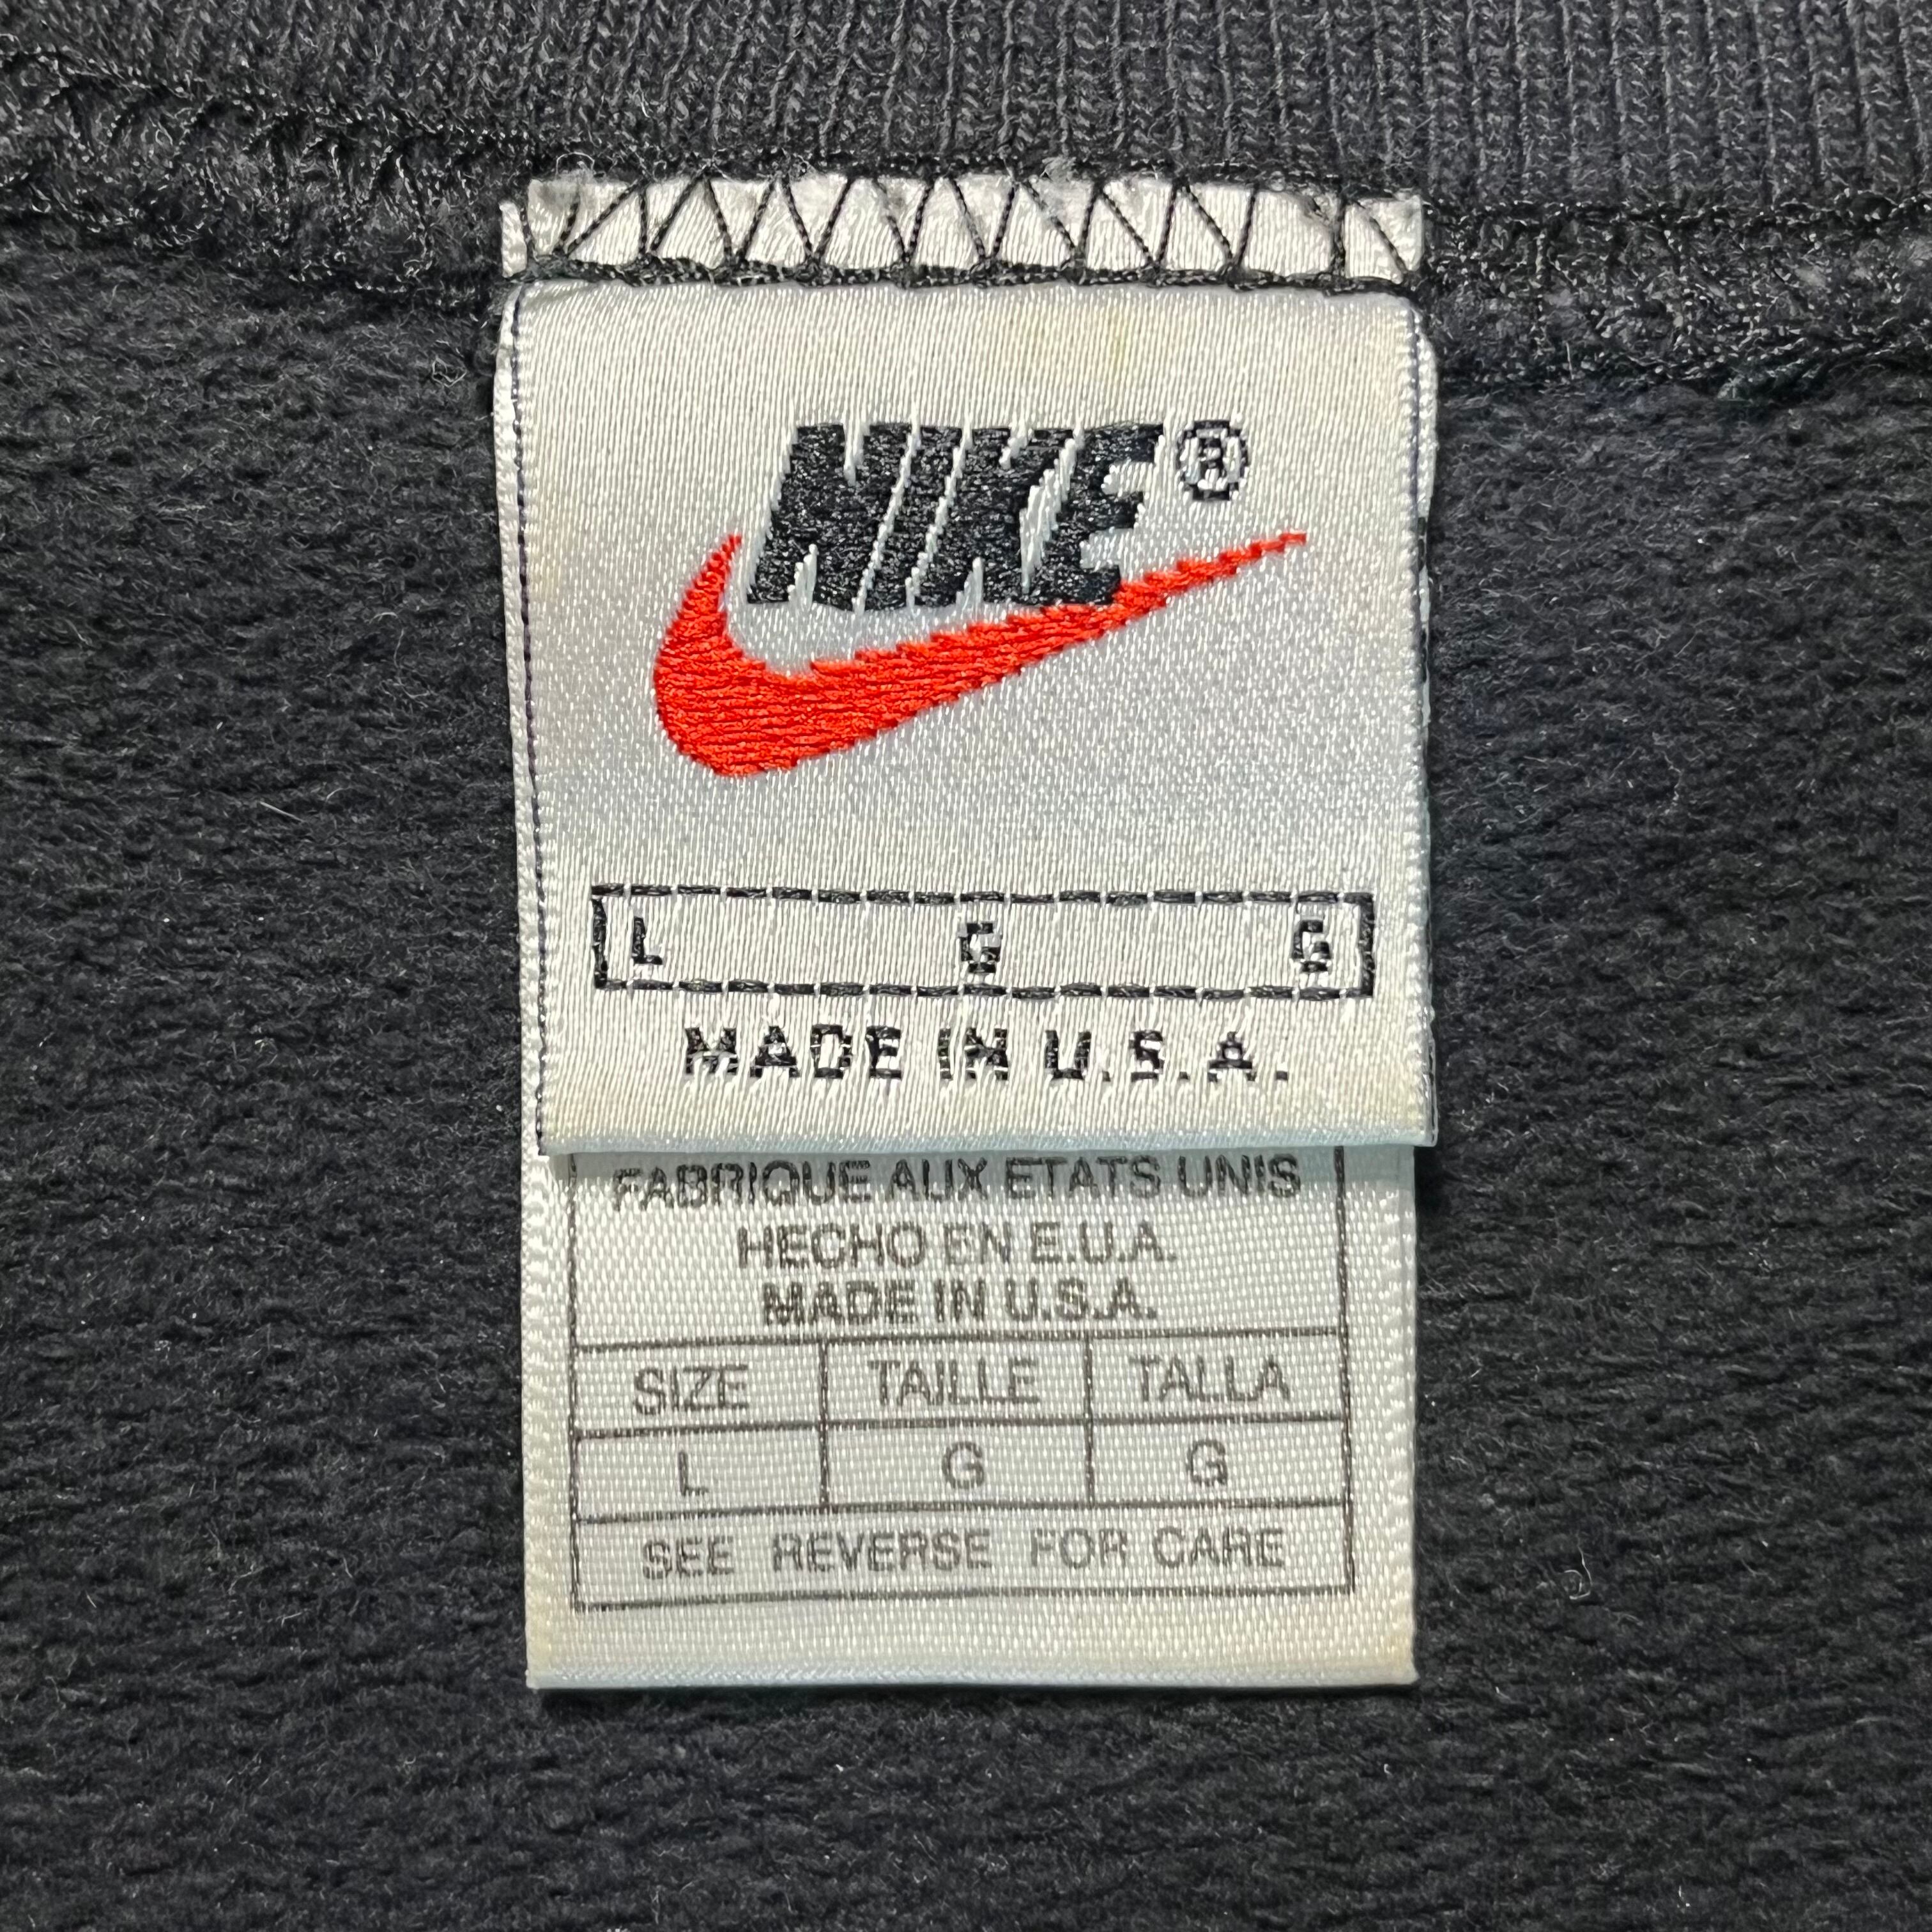 NIKE®
L G G
MADE IN U.S.A.
FABRIQUE AUX ETATS UNIS
HECHO EN E.U.A.
MADE IN U.S.A.
SIZE TAILLE TALLA
L G G
SEE REVERSE FOR CARE